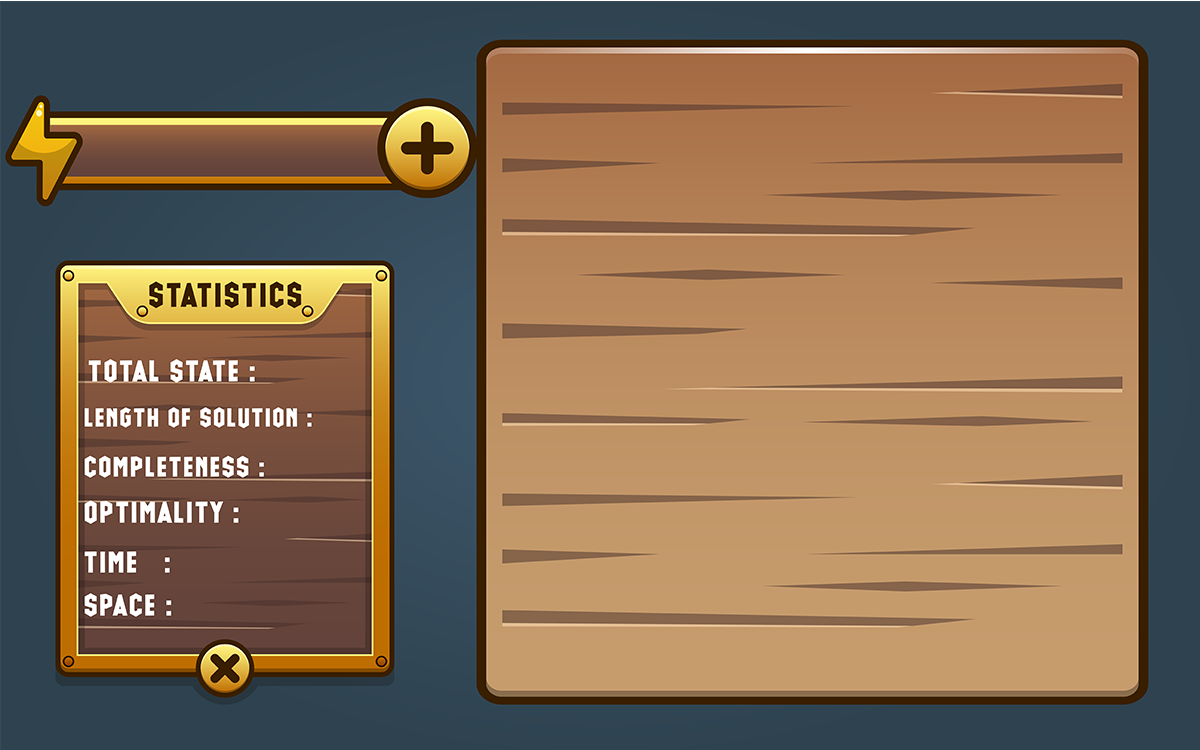 STATISTICS
TOTAL STATE :
LENGTH OF SOLUTION :
COMPLETENESS :
OPTIMALITY :
TIME :
SPACE :